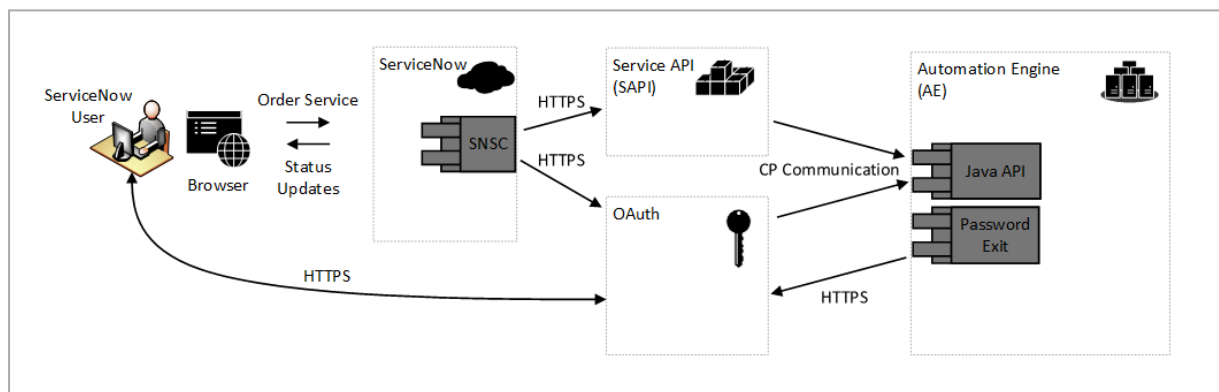 ServiceNow
User
Browser
Order Service
Status
Updates
ServiceNow
SNSC
HTTPS
HTTPS
Service API
(SAPI)
OAuth
CP Communication
Automation Engine
(AE)
Java API
Password
Exit
HTTPS
HTTPS